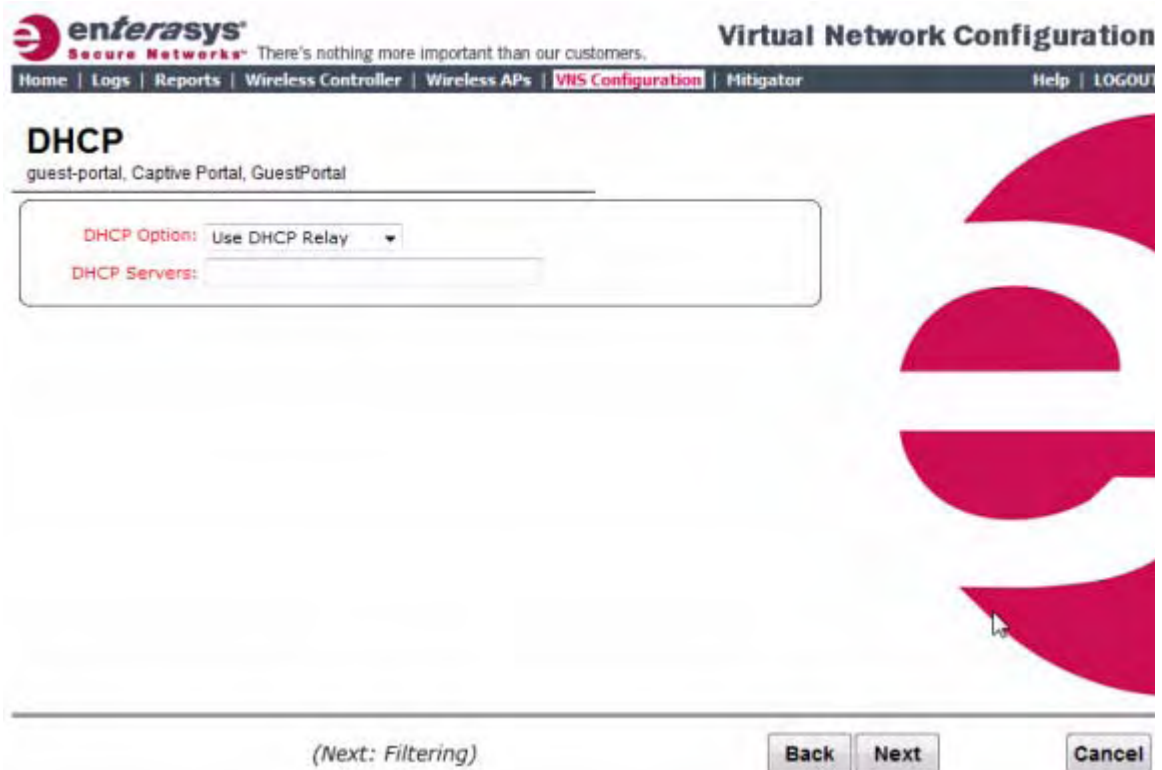 enterasys
Secure Networks™ There's nothing more important than our customers.
Virtual Network Configuration
Home | Logs | Reports | Wireless Controller | Wireless APs | VNS Configuration | Mitigator
Help | LOGOUT
DHCP
guest-portal, Captive Portal, GuestPortal
DHCP Option: Use DHCP Relay
DHCP Servers:
(Next: Filtering)
Back Next Cancel